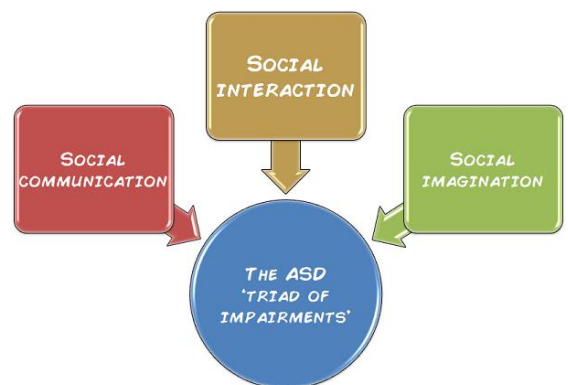 SOCIAL
INTERACTION
SOCIAL
COMMUNICATION
SOCIAL
IMAGINATION
THE ASD
'TRIAD OF
IMPAIRMENTS'